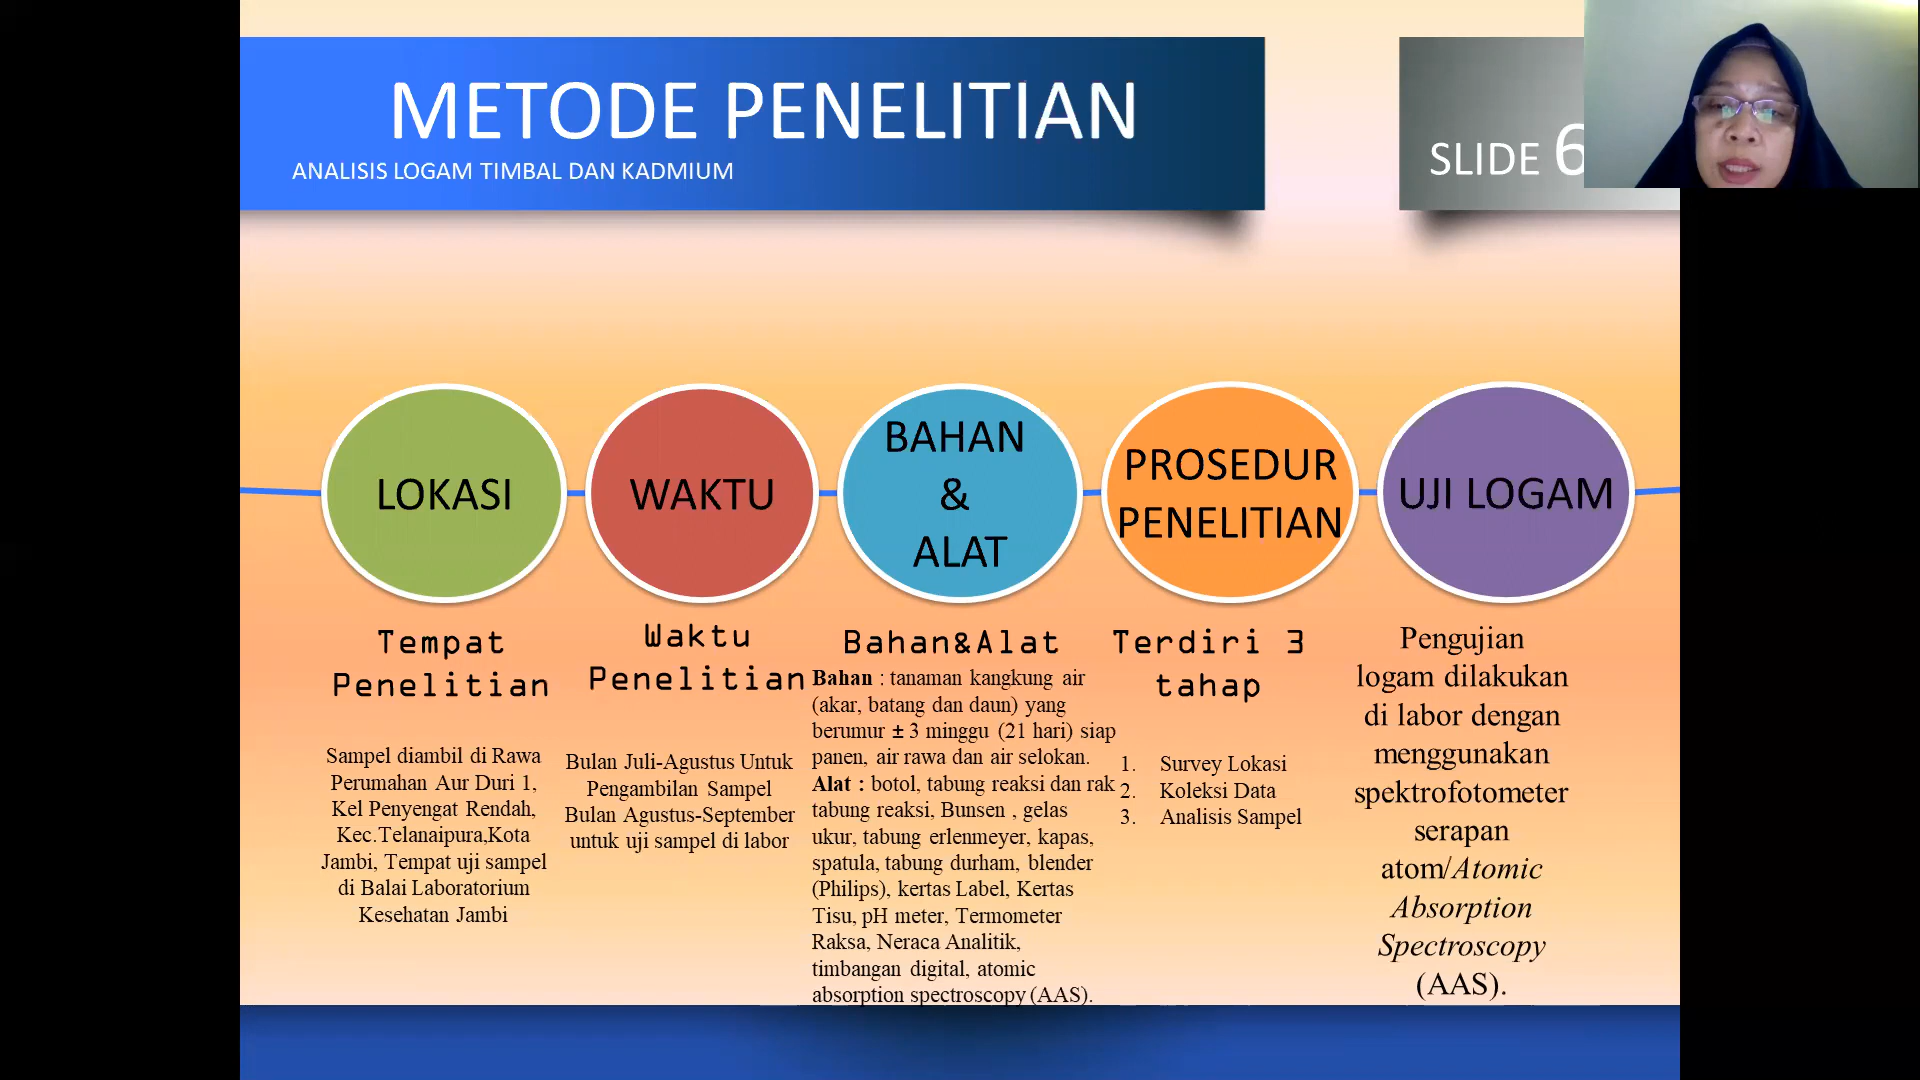 METODE PENELITIAN
ANALISIS LOGAM TIMBAL DAN KADMIUM
SLIDE 6
LOKASI
WAKTU
BAHAN
&
ALAT
PROSEDUR
PENELITIAN
UJI LOGAM
Tempat
Penelitian
Sampel diambil di Rawa
Perumahan Aur Duri 1,
Kel Penyengat Rendah,
Kec.Telanaipura,Kota
Jambi, Tempat uji sampel
di Balai Laboratorium
Kesehatan Jambi
Waktu
Penelitian
Bulan Juli-Agustus Untuk
Pengambilan Sampel
Bulan Agustus-September
untuk uji sampel di labor
Bahan&Alat
Bahan : tanaman kangkung air
(akar, batang dan daun) yang
berumur ± 3 minggu (21 hari) siap
panen, air rawa dan air selokan.
Alat : botol, tabung reaksi dan rak
tabung reaksi, Bunsen , gelas
ukur, tabung erlenmeyer, kapas,
spatula, tabung durham, blender
(Philips), kertas Label, Kertas
Tisu, pH meter, Termometer
Raksa, Neraca Analitik,
timbangan digital, atomic
absorption spectroscopy (AAS).
Terdiri 3
tahap
1. Survey Lokasi
2. Koleksi Data
3. Analisis Sampel
Pengujian
logam dilakukan
di labor dengan
menggunakan
spektrofotometer
serapan
atom/Atomic
Absorption
Spectroscopy
(AAS).